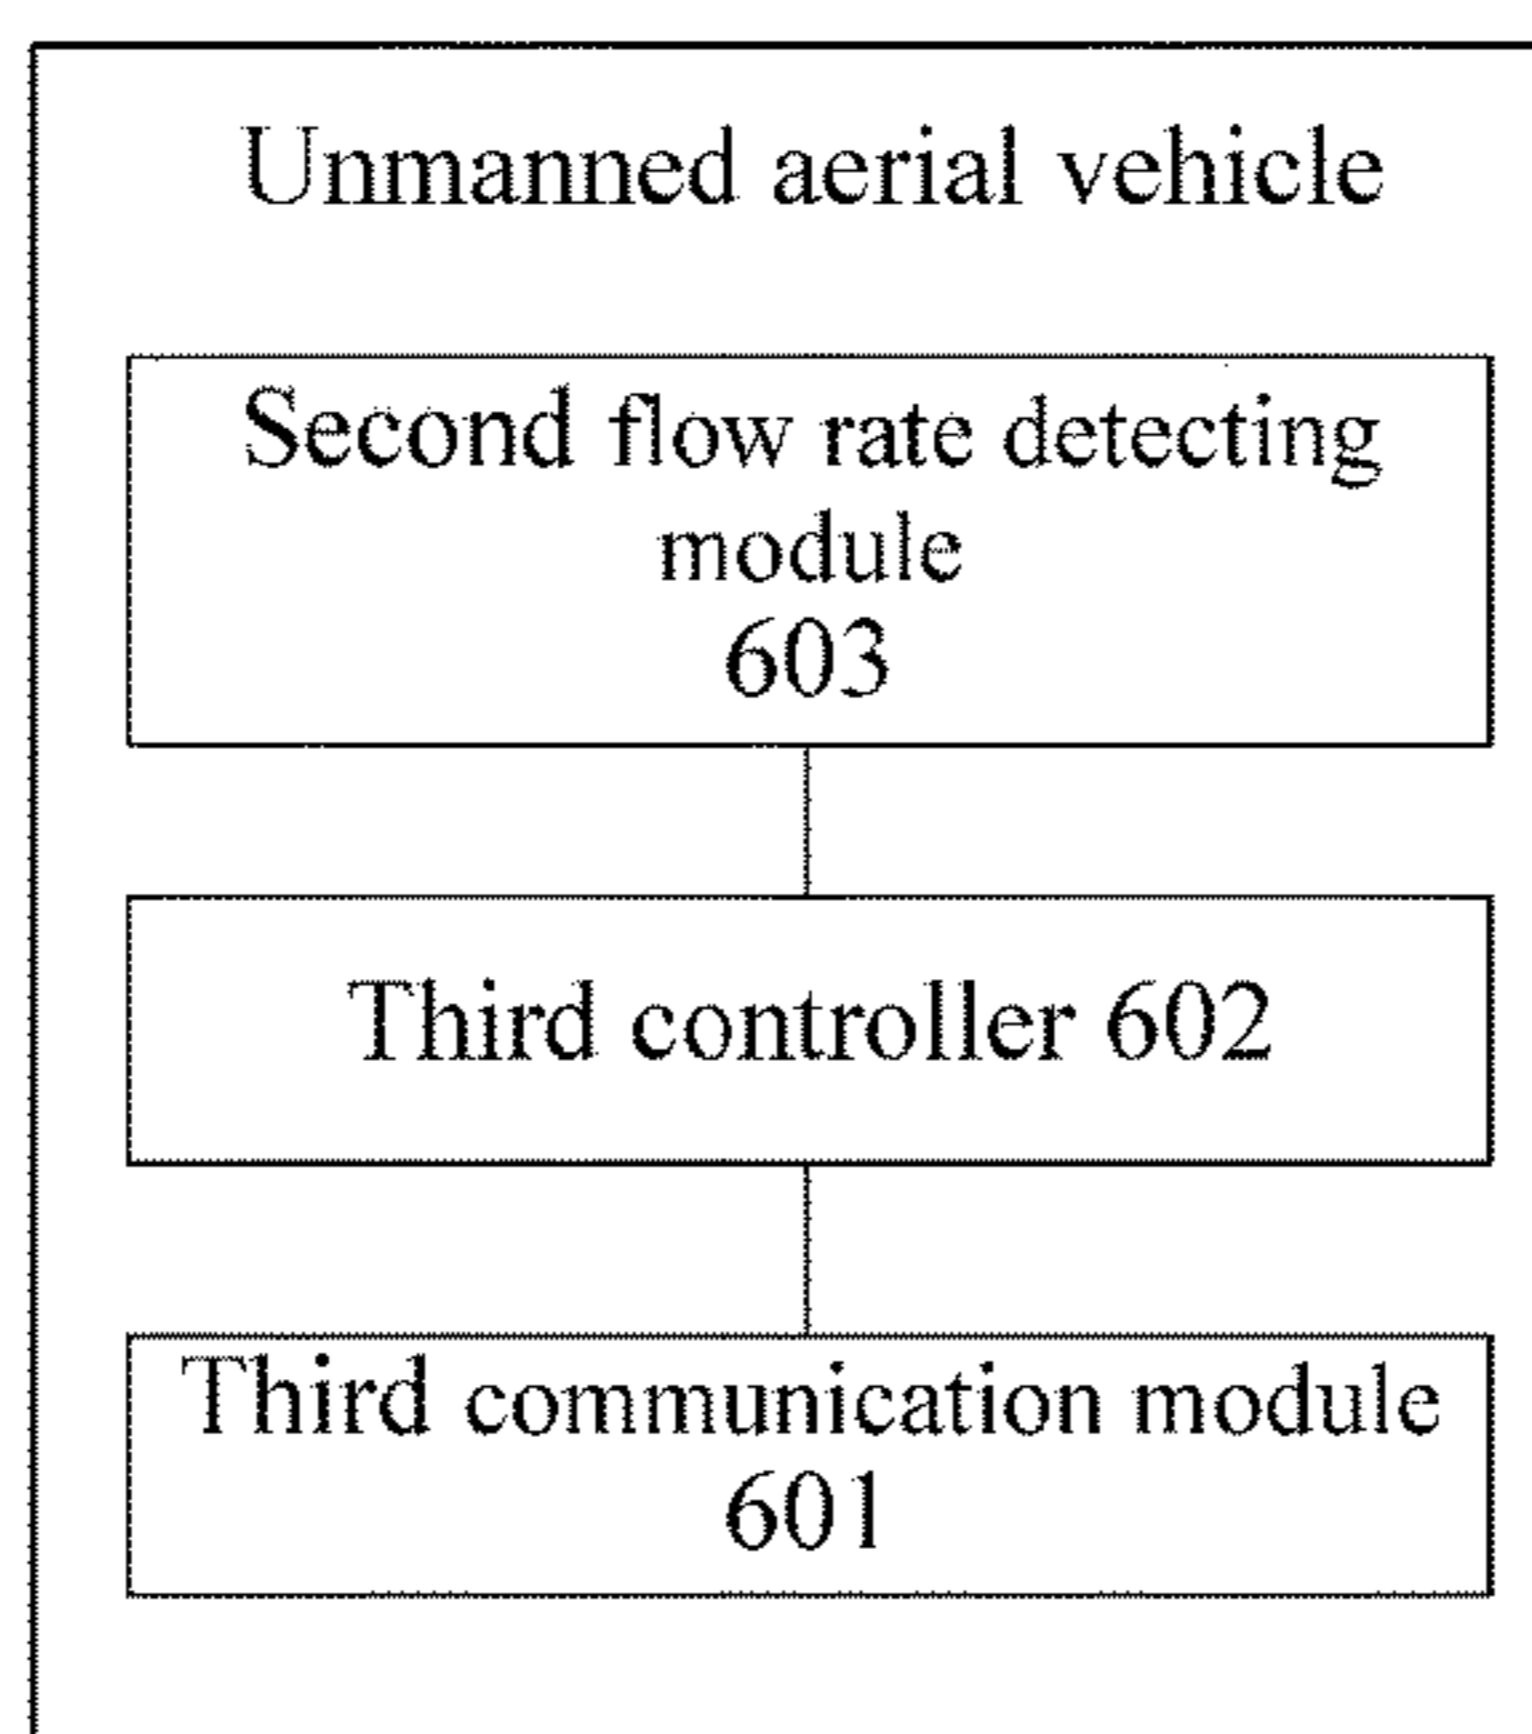 Unmanned aerial vehicle
Second flow rate detecting
module
603
Third controller 602
Third communication module
601